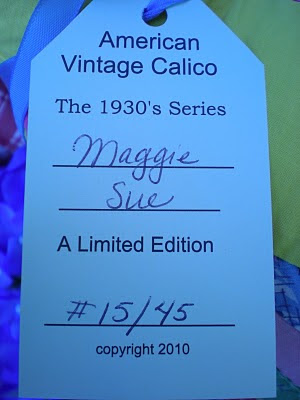 American
Vintage Calico
The 1930's Series
Maggie
Sue
A Limited Edition
#15/45
copyright 2010